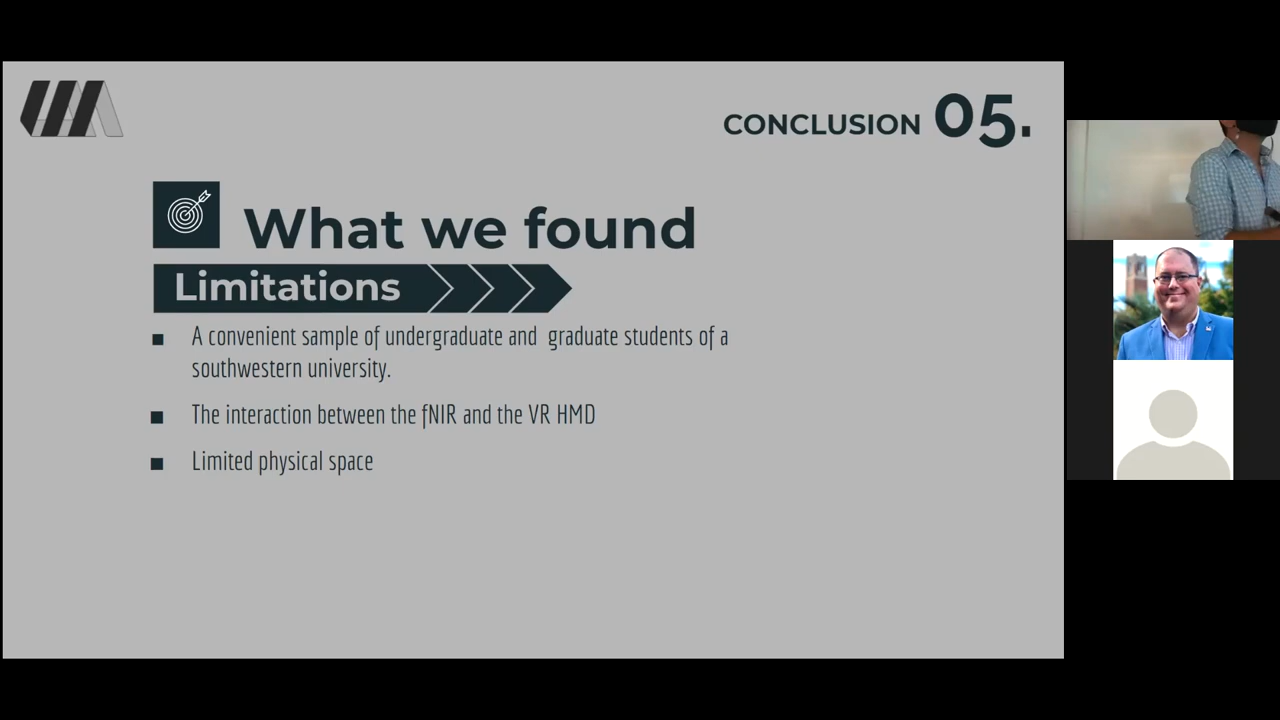 CONCLUSION 05.
What we found
Limitations
▪ A convenient sample of undergraduate and graduate students of a
southwestern university.
▪ The interaction between the fNIR and the VR HMD
▪ Limited physical space